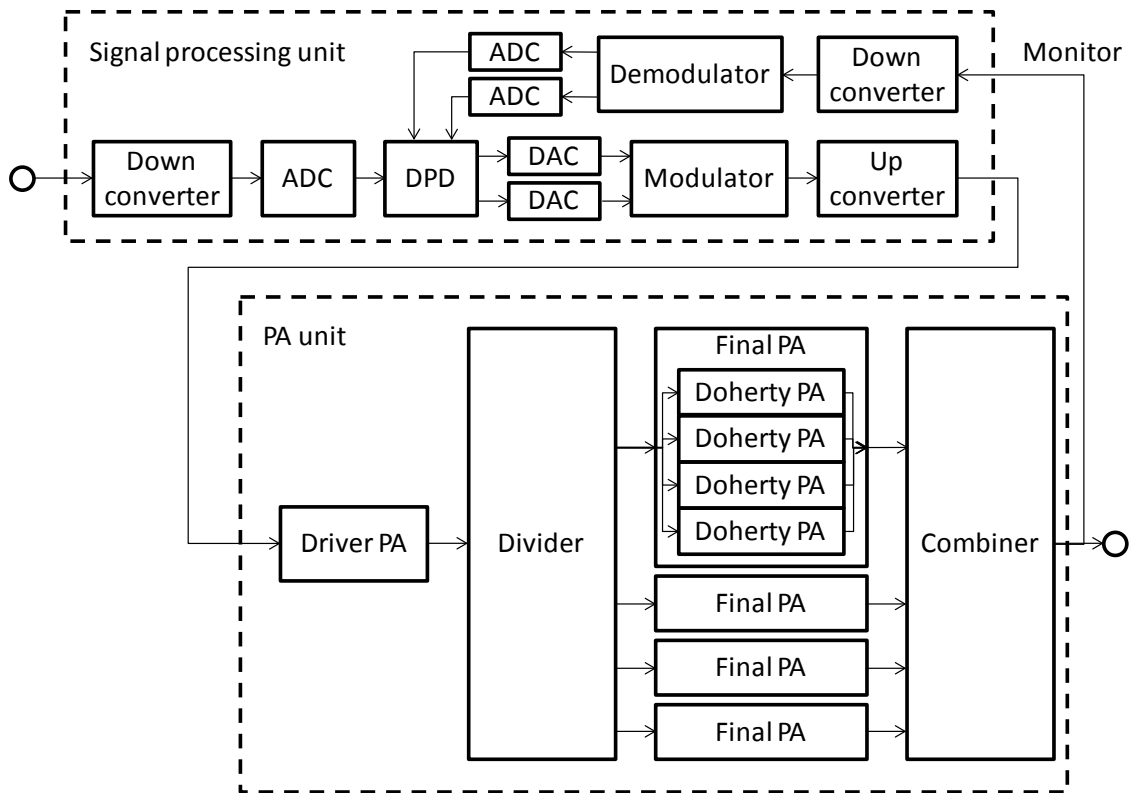 Signal processing unit
ADC
ADC
Demodulator
Down
converter
Monitor
Down
converter
ADC
DPD
DAC
DAC
Modulator
Up
converter
PA unit
Driver PA
Divider
Final PA
Doherty PA
Doherty PA
Doherty PA
Doherty PA
Final PA
Final PA
Final PA
Combiner